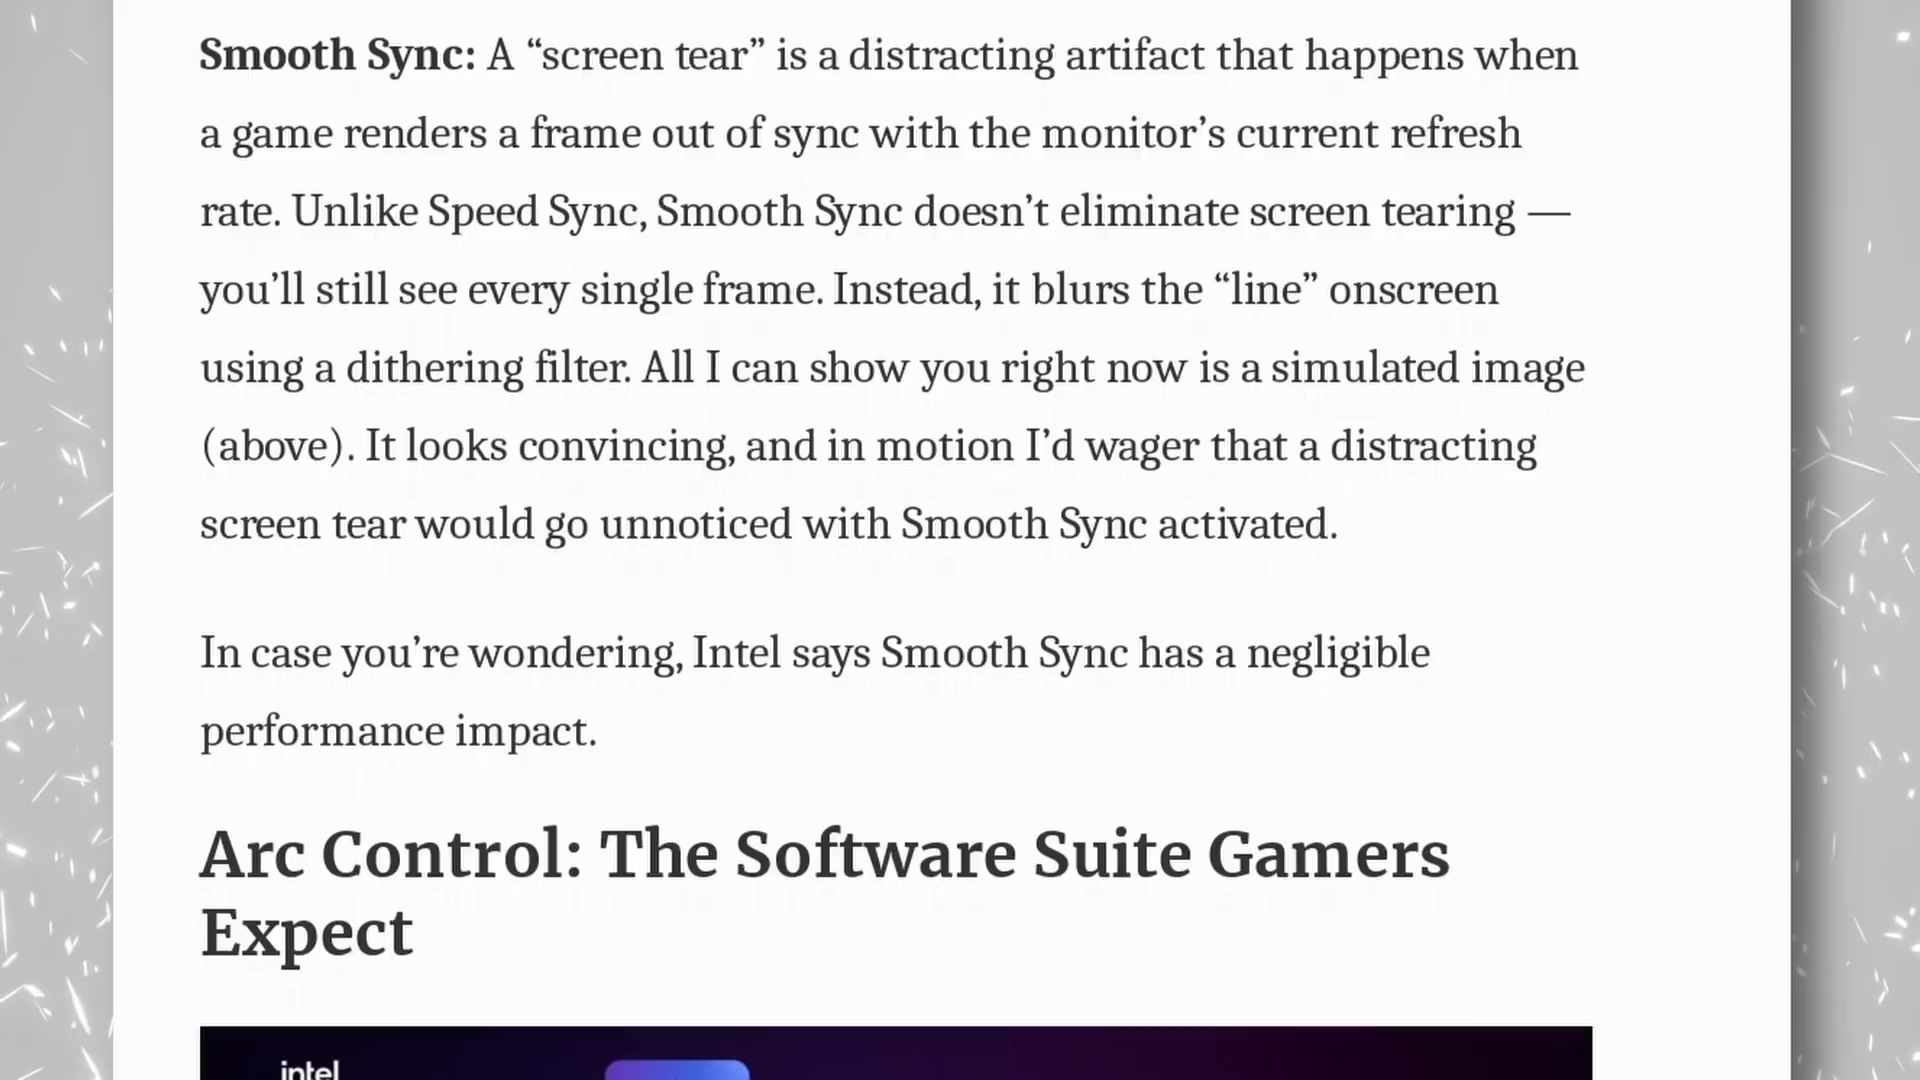 Smooth Sync: A “screen tear” is a distracting artifact that happens when
a game renders a frame out of sync with the monitor’s current refresh
rate. Unlike Speed Sync, Smooth Sync doesn’t eliminate screen tearing —
you’ll still see every single frame. Instead, it blurs the “line” onscreen
using a dithering filter. All I can show you right now is a simulated image
(above). It looks convincing, and in motion I’d wager that a distracting
screen tear would go unnoticed with Smooth Sync activated.
In case you’re wondering, Intel says Smooth Sync has a negligible
performance impact.
Arc Control: The Software Suite Gamers
Expect
intel